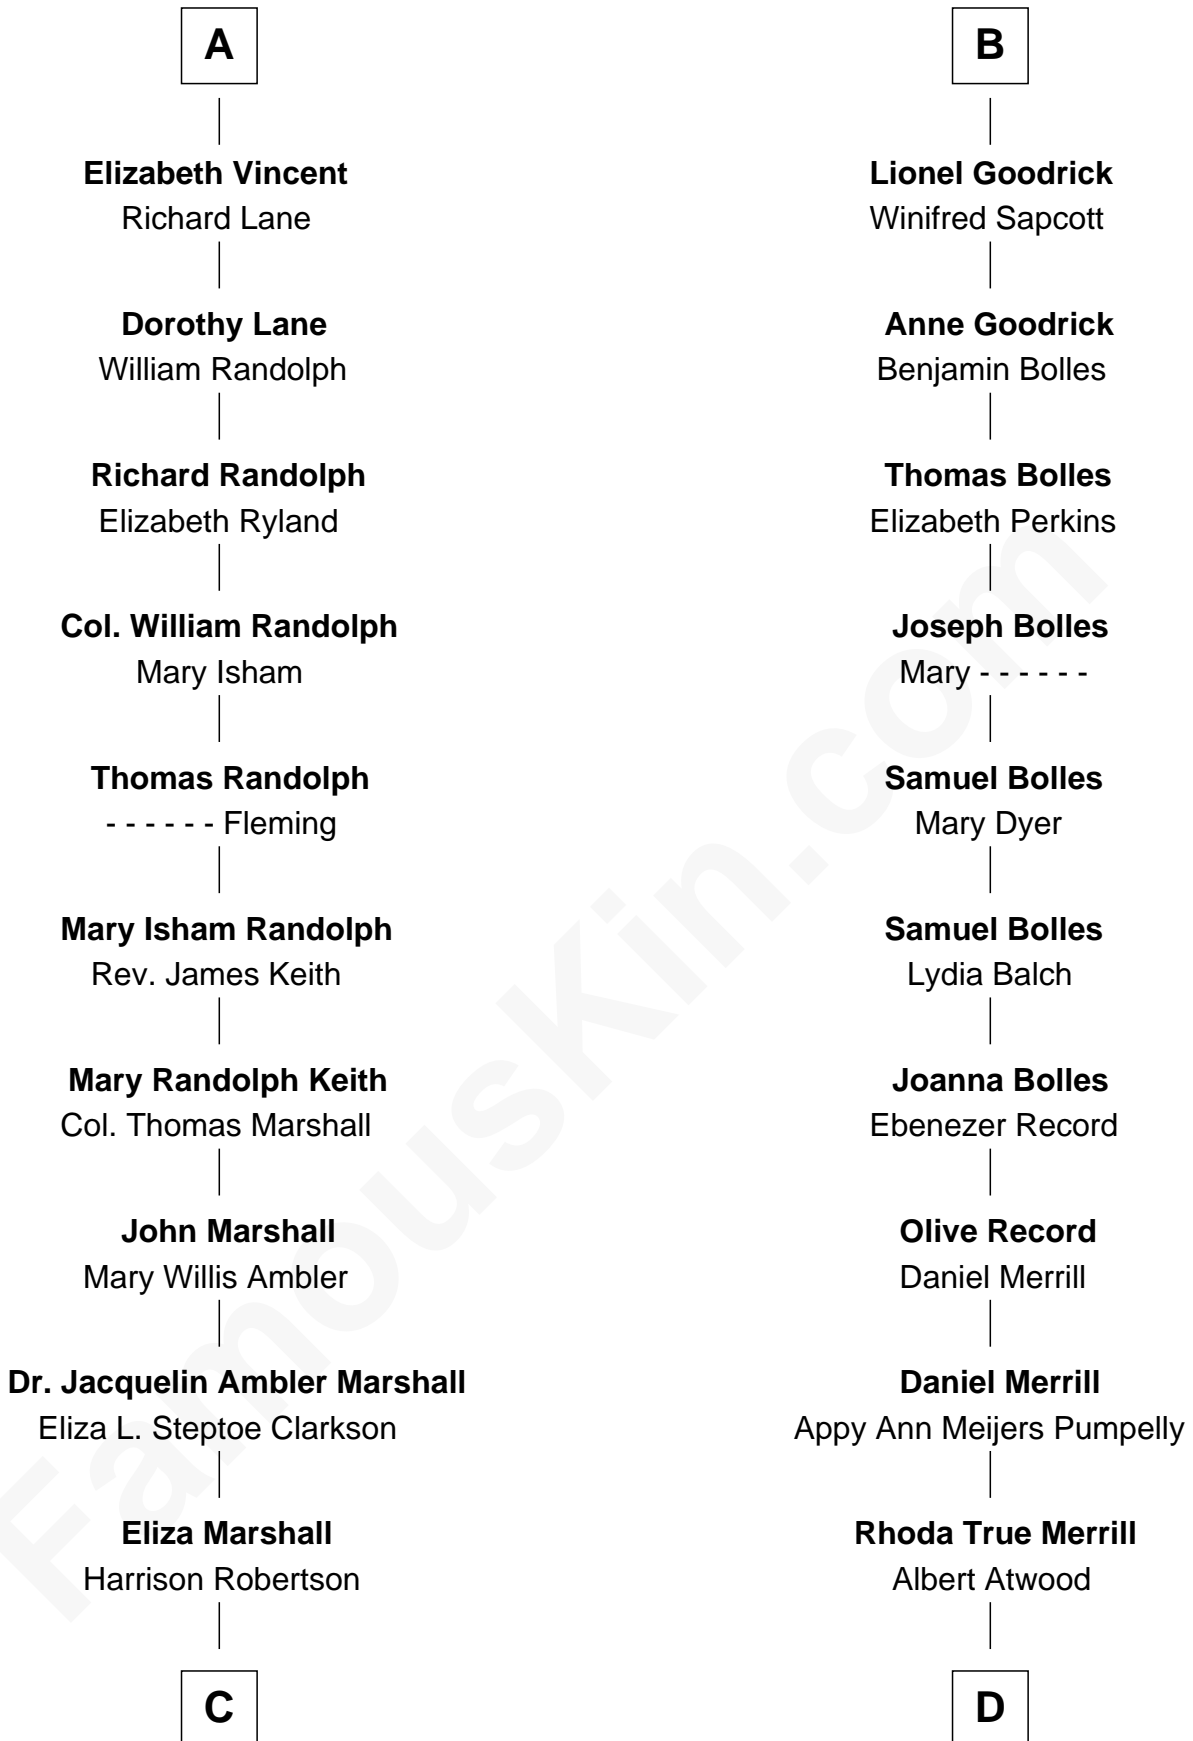 A
Elizabeth Vincent
Richard Lane
Dorothy Lane
William Randolph
Richard Randolph
Elizabeth Ryland
Col. William Randolph
Mary Isham
Thomas Randolph
- - - - - - Fleming
Mary Isham Randolph
Rev. James Keith
Mary Randolph Keith
Col. Thomas Marshall
John Marshall
Mary Willis Ambler
Dr. Jacquelin Ambler Marshall
Eliza L. Steptoe Clarkson
Eliza Marshall
Harrison Robertson
C
B
Lionel Goodrick
Winifred Sapcott
Anne Goodrick
Benjamin Bolles
Thomas Bolles
Elizabeth Perkins
Joseph Bolles
Mary - - - - - -
Samuel Bolles
Mary Dyer
Samuel Bolles
Lydia Balch
Joanna Bolles
Ebenezer Record
Olive Record
Daniel Merrill
Daniel Merrill
Appy Ann Meijers Pumpelly
Rhoda True Merrill
Albert Atwood
D
FamousKin.com